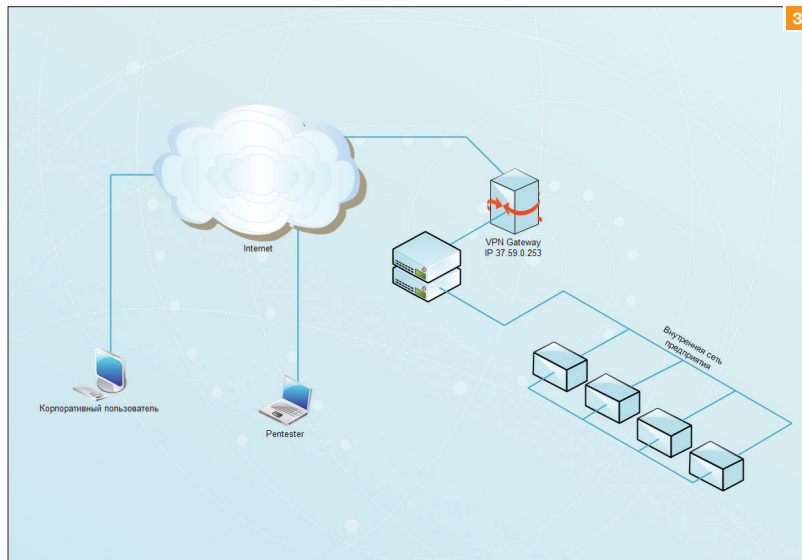 3
Internet
VPN Gateway
IP 37.59.0.253
Внутренняя сеть
предприятия
Корпоративный пользователь
Pentester